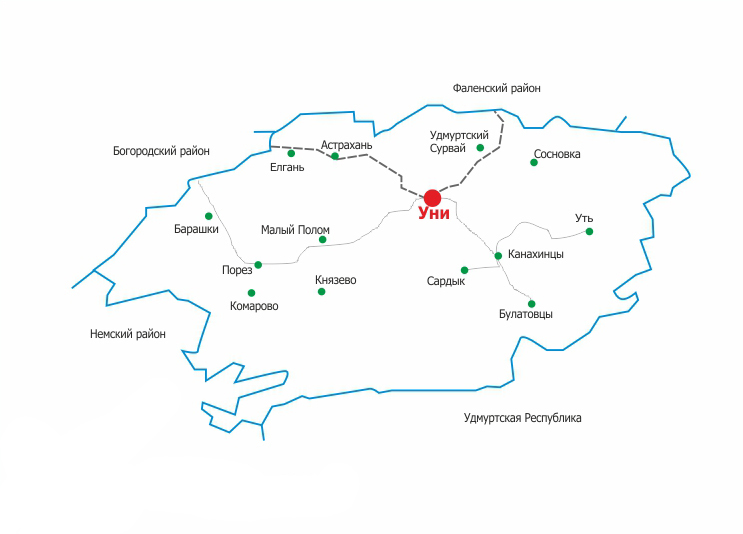 Фаленский район
Удмуртский
Сурвай
Астрахань
Богородский район
Сосновка
Елгань
Уни
Уть
Барашки
Малый Полом
Канахинцы
Порез
Князево
Сардык
Комарово
Булатовцы
Немский район
Удмуртская Республика